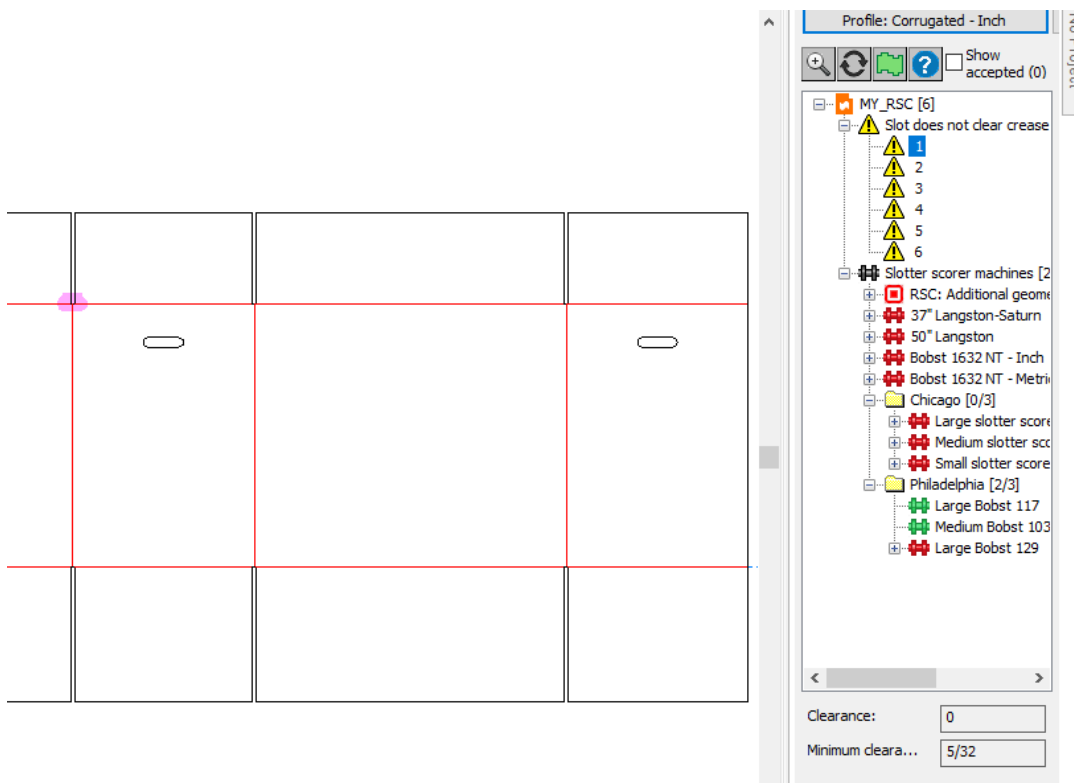 Profile: Corrugated - Inch
No Project
Show
accepted (0)
MY_RSC [6]
Slot does not clear crease
1
2
3
4
5
6
Slotter scorer machines [2
RSC: Additional geome
37" Langston-Saturn
50" Langston
Bobst 1632 NT - Inch
Bobst 1632 NT - Metri
Chicago [0/3]
Large slotter score
Medium slotter sco
Small slotter score
Philadelphia [2/3]
Large Bobst 117
Medium Bobst 103
Large Bobst 129
Clearance:
0
Minimum cleara...
5/32